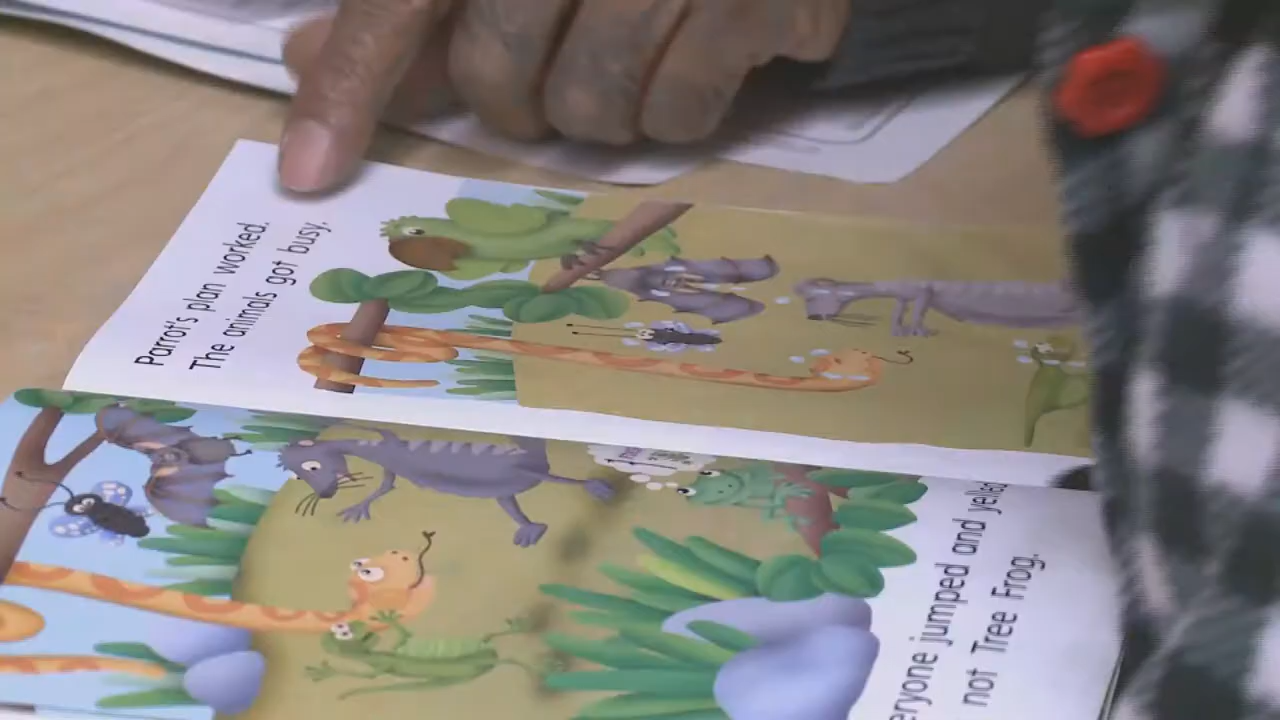 Parrot's plan worked.
The animals got busy.
jumped and yelled
not Tree Frog.